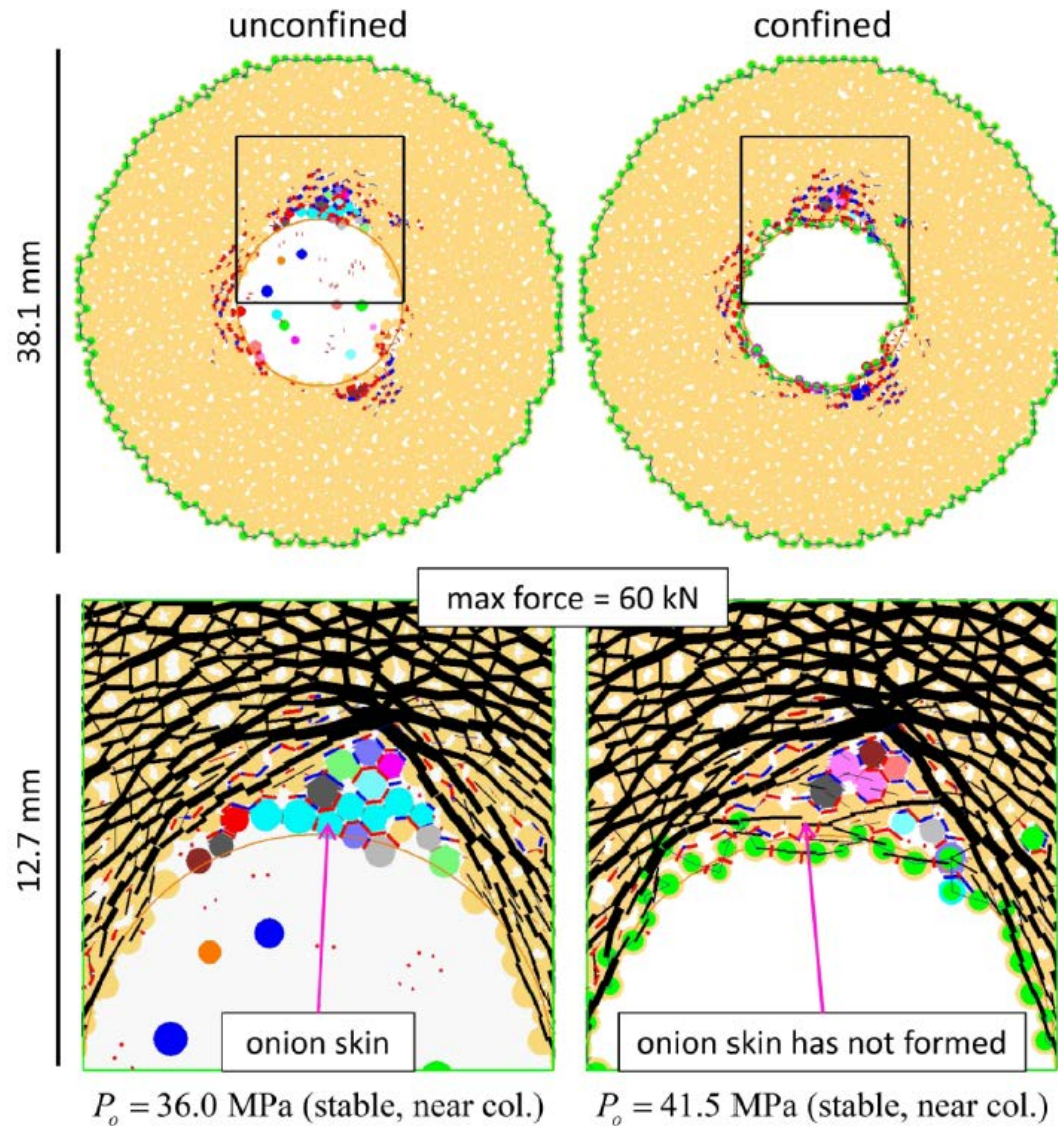 unconfined
confined
38.1 mm
max force = 60 kN
12.7 mm
onion skin
onion skin has not formed
P_o = 36.0 MPa (stable, near col.)
P_o = 41.5 MPa (stable, near col.)